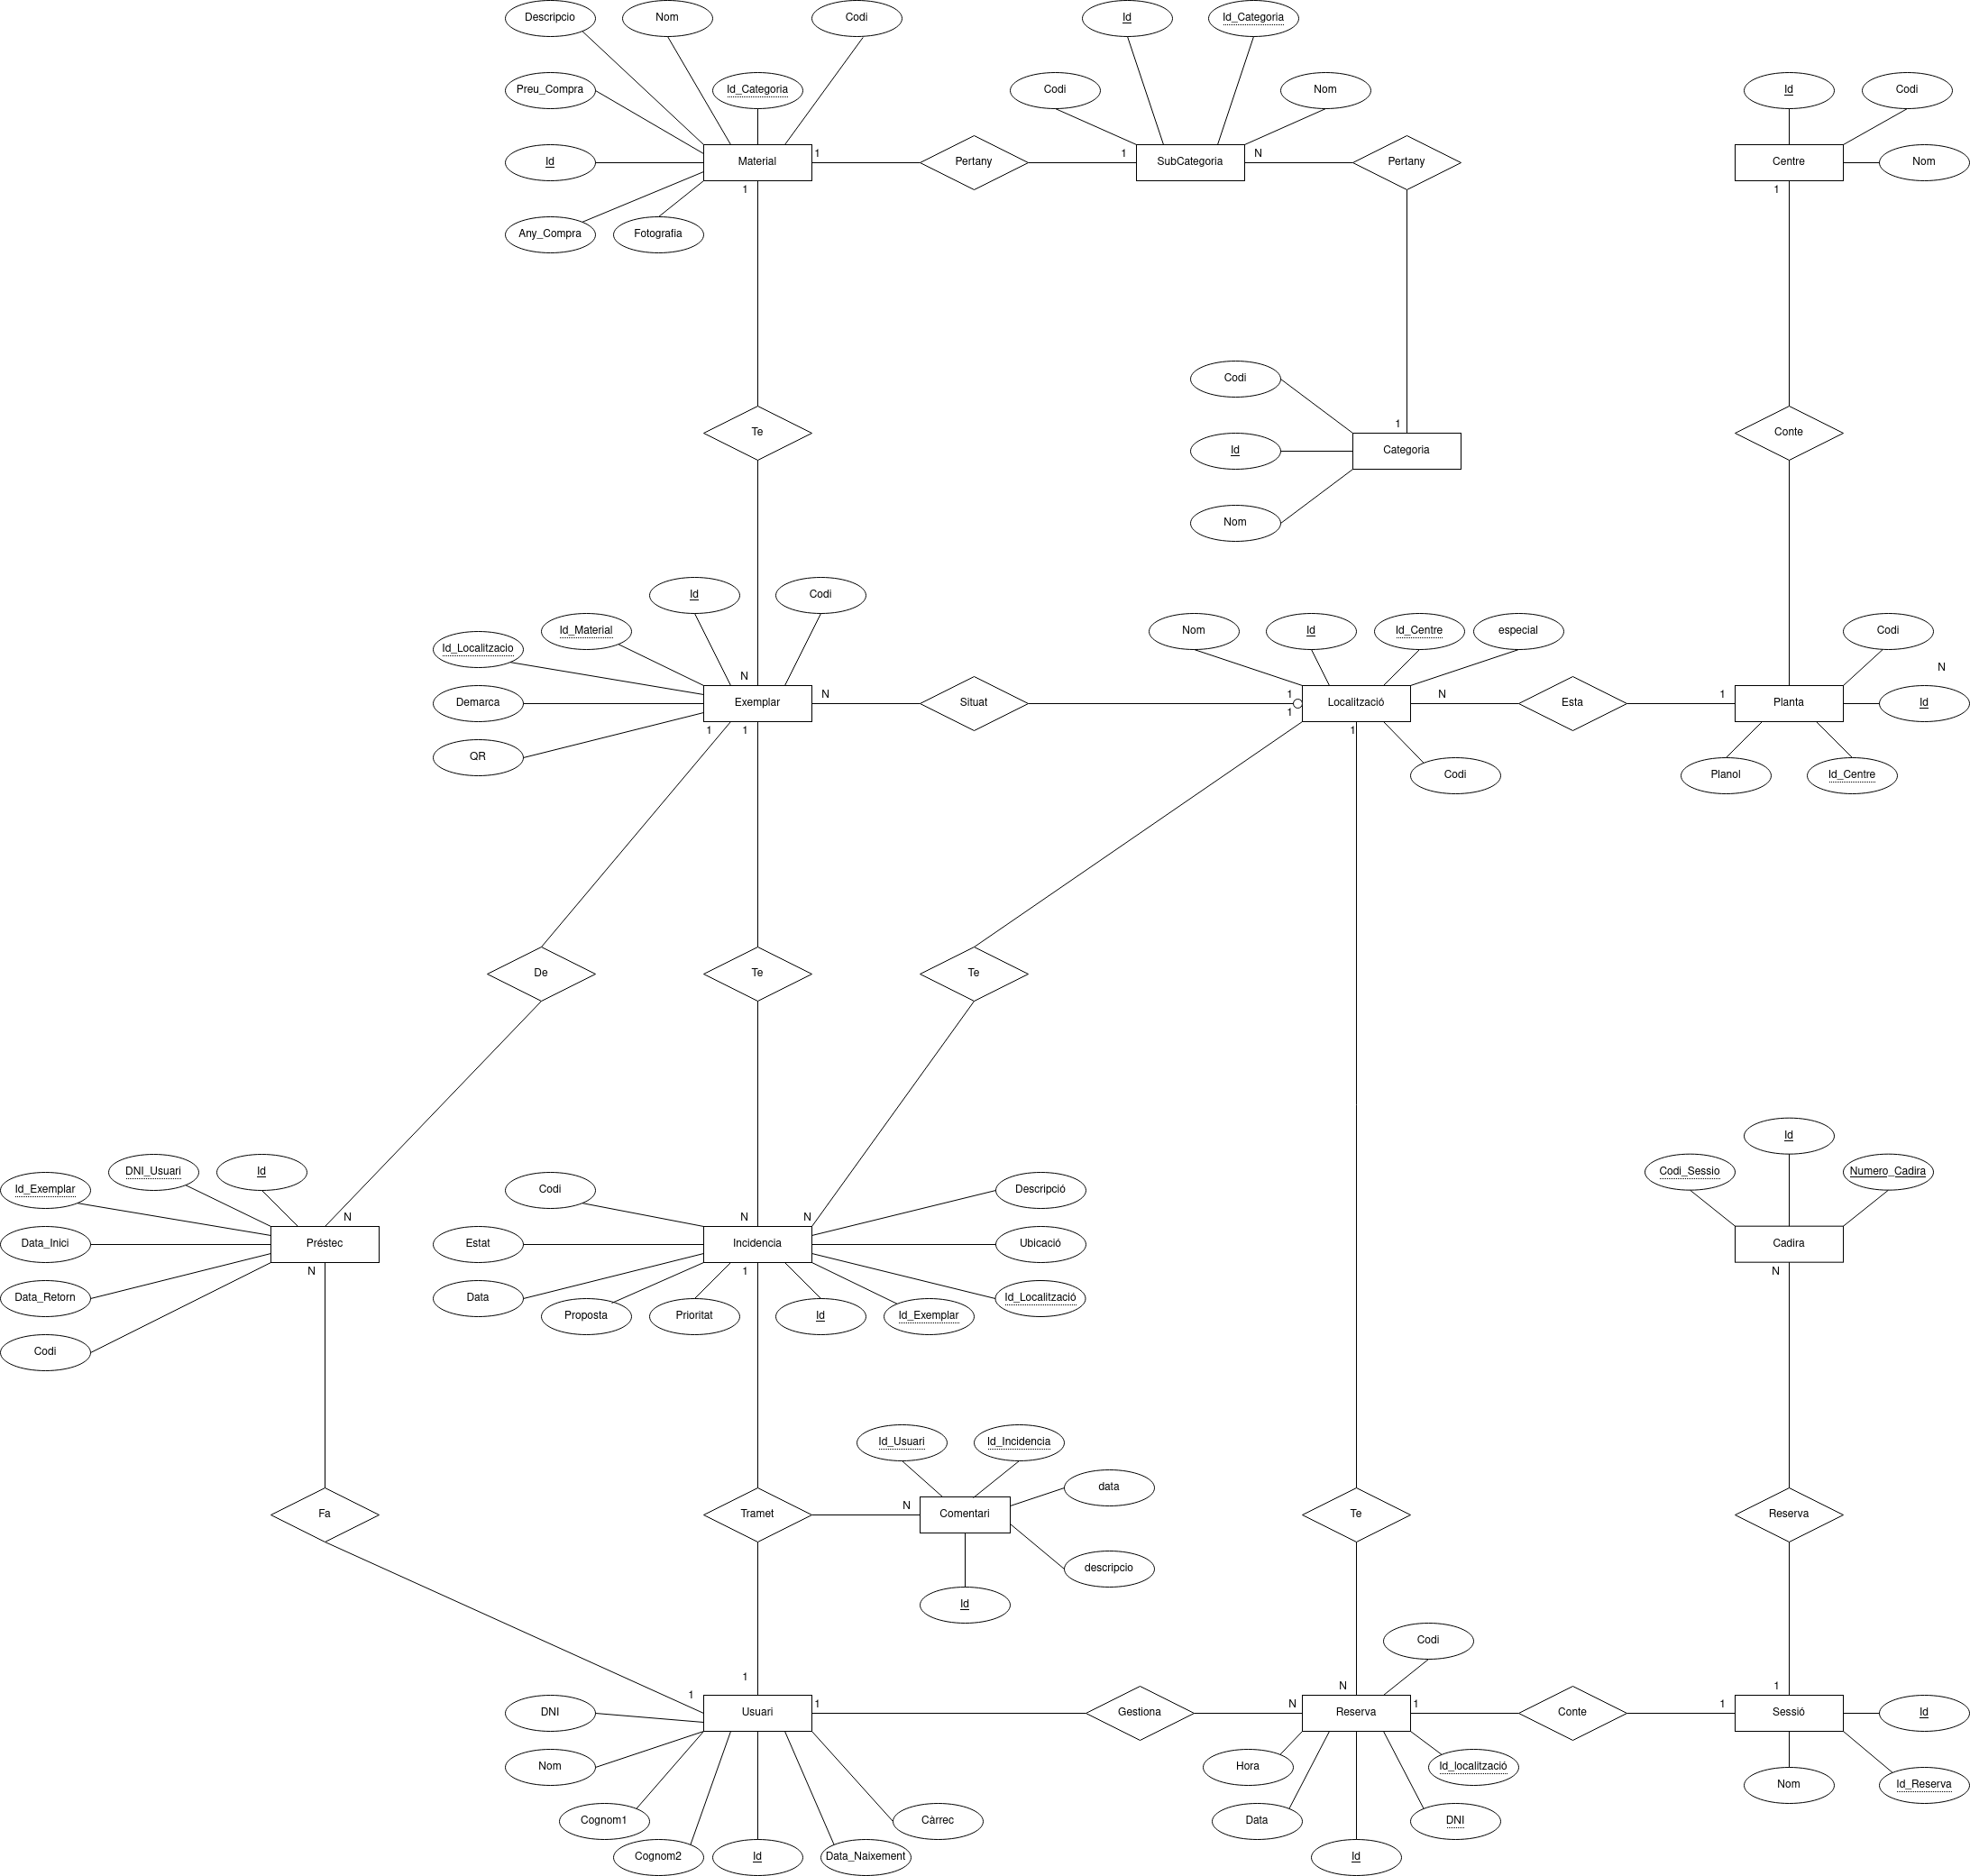 Descripcio
Nom
Codi
Id
Id_Categoria
Preu_Compra
Id_Categoria
Codi
Nom
Id
Codi
Id
Material
1
Pertany
1
SubCategoria
N
Pertany
Centre
Nom
1
1
Any_Compra
Fotografia
Codi
Te
1
Conte
Id
Categoria
Nom
Id
Codi
Id_Material
Nom
Id
Id_Centre
especial
Codi
Id_Localitzacio
N
N
Demarca
Exemplar
N
Situat
1
1
Localització
N
Esta
1
Planta
Id
1
1
1
QR
Codi
Planol
Id_Centre
De
Te
Te
Id
Id_Exemplar
DNI_Usuari
Id
Codi
Descripció
Codi_Sessio
Numero_Cadira
N
N
N
Data_Inici
Préstec
Estat
Incidencia
Ubicació
Cadira
N
1
N
Data_Retorn
Data
Id_Localització
Proposta
Prioritat
Id
Id_Exemplar
Codi
Id_Usuari
Id_Incidencia
data
Fa
Tramet
N
Comentari
Te
Reserva
descripcio
Id
Codi
1
N
1
1
DNI
Usuari
1
Gestiona
N
Reserva
1
Conte
1
Sessió
Id
Nom
Hora
Id_localització
Nom
Id_Reserva
Cognom1
Càrrec
Data
DNI
Cognom2
Id
Data_Naixement
Id